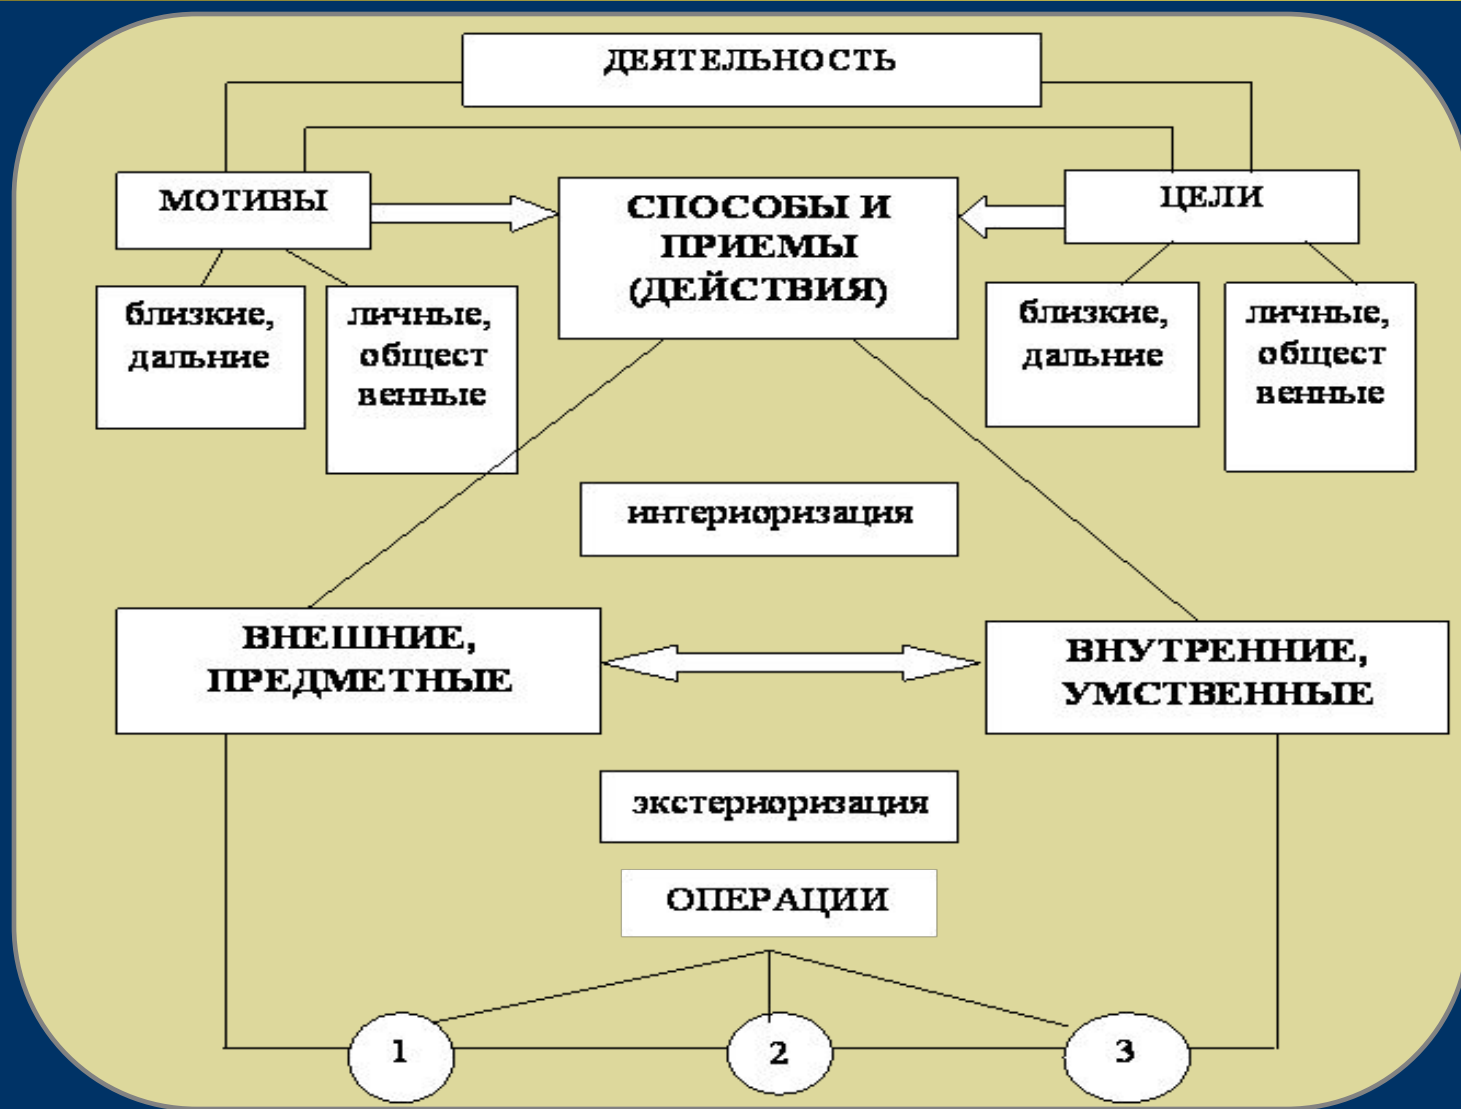 ДЕЯТЕЛЬНОСТЬ
МОТИВЫ
СПОСОБЫ И
ПРИЕМЫ
(ДЕЙСТВИЯ)
ЦЕЛИ
близкие,
дальние
личные,
общест
венные
близкие,
дальние
личные,
общест
венные
интериоризация
ВНЕШНИЕ,
ПРЕДМЕТНЫЕ
ВНУТРЕННИЕ,
УМСТВЕННЫЕ
экстериоризация
ОПЕРАЦИИ
1
2
3